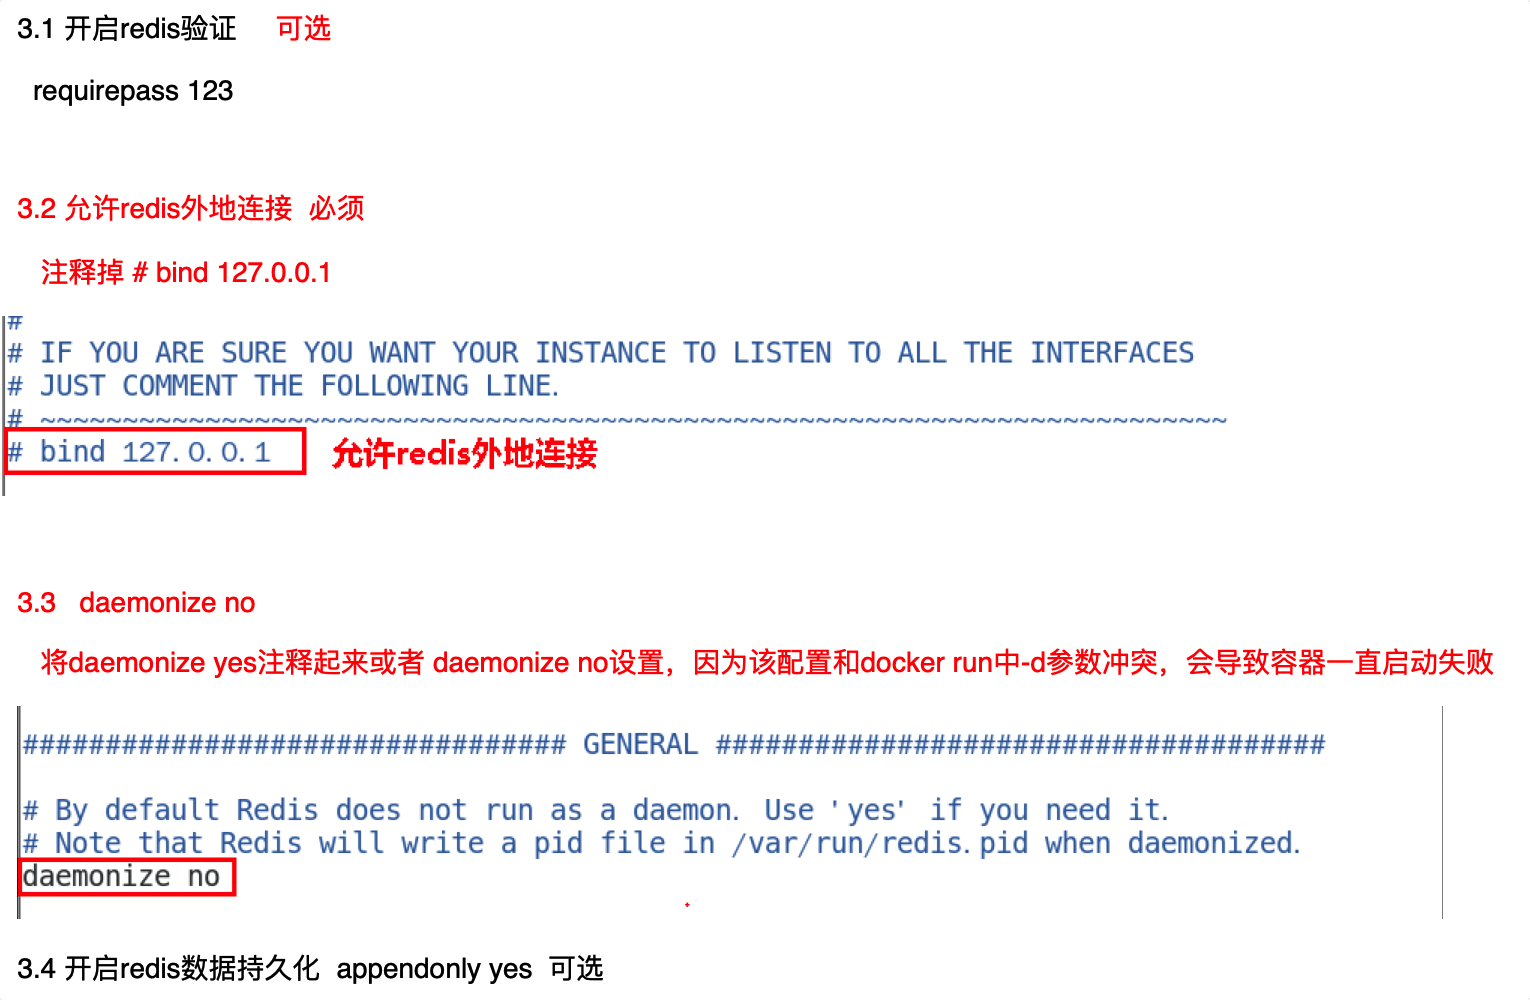 3.1 开启redis验证 可选
requirepass 123
3.2 允许redis外地连接 必须
注释掉 # bind 127.0.0.1
#
# IF YOU ARE SURE YOU WANT YOUR INSTANCE TO LISTEN TO ALL THE INTERFACES
# JUST COMMENT THE FOLLOWING LINE.
# ~~~~~~~~~~~~~~~~~~~~~~~~~~~~~~~~~~~~~~~~~~~~~~~~~~~~~~~~~~~~~~~~~~~~~~~~
# bind 127.0.0.1 允许redis外地连接
3.3 daemonize no
将daemonize yes注释起来或者 daemonize no设置，因为该配置和docker run中-d参数冲突，会导致容器一直启动失败
################################# GENERAL #####################################
# By default Redis does not run as a daemon. Use 'yes' if you need it.
# Note that Redis will write a pid file in /var/run/redis.pid when daemonized.
daemonize no
3.4 开启redis数据持久化 appendonly yes 可选